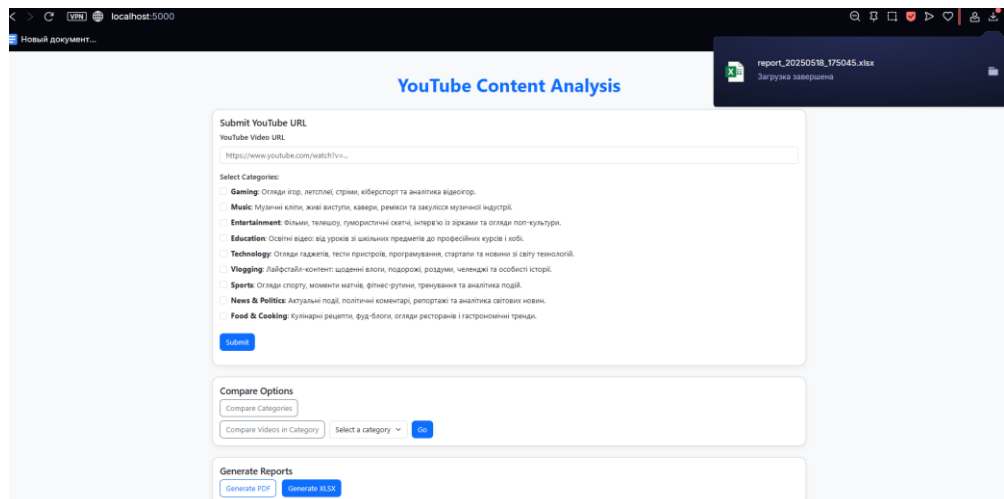 VPN localhost:5000
Новый документ...
report_20250518_175045.xlsx
Загрузка завершена
YouTube Content Analysis
Submit YouTube URL
YouTube Video URL
https://www.youtube.com/watch?v=...
Select Categories:
Gaming: Огляди ігор, летсплеї, стріми, кіберспорт та аналітика відеоігор.
Music: Музичні кліпи, живі виступи, кавери, ремікси та закулісся музичної індустрії.
Entertainment: Фільми, телешоу, гумористичні скетчі, інтерв'ю із зірками та огляди поп-культури.
Education: Освітні відео: від уроків зі шкільних предметів до професійних курсів і хобі.
Technology: Огляди гаджетів, тести пристроїв, програмування, стартапи та новини зі світу технологій.
Vlogging: Лайфстайл-контент: щоденні влоги, подорожі, роздуми, челенджі та особисті історії.
Sports: Огляди спорту, моменти матчів, фітнес-рутини, тренування та аналітика подій.
News & Politics: Актуальні події, політичні коментарі, репортажі та аналітика світових новин.
Food & Cooking: Кулінарні рецепти, фуд-блоги, огляди ресторанів і гастрономічні тренди.
Submit
Compare Options
Compare Categories
Compare Videos in Category Select a category Go
Generate Reports
Generate PDF Generate XLSX